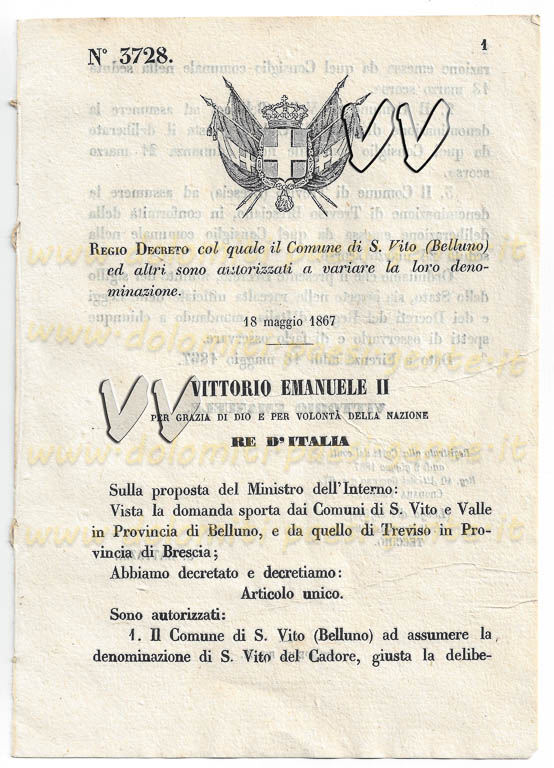 N° 3728.
1
REGIO DECRETO col quale il Comune di S. Vito (Belluno)
ed altri sono autorizzati a variare la loro deno-
minazione.
18 maggio 1867
VITTORIO EMANUELE II
PER GRAZIA DI DIO E PER VOLONTÀ DELLA NAZIONE
RE D'ITALIA
Sulla proposta del Ministro dell'Interno:
Vista la domanda sporta dai Comuni di S. Vito e Valle
in Provincia di Belluno, e da quello di Treviso in Pro-
vincia di Brescia;
Abbiamo decretato e decretiamo:
Articolo unico.
Sono autorizzati:
1. Il Comune di S. Vito (Belluno) ad assumere la
denominazione di S. Vito del Cadore, giusta la delibe-
VV
VV